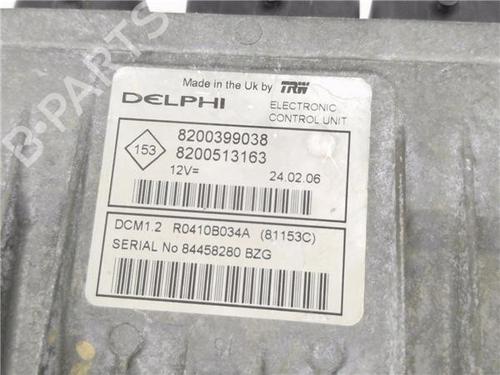 Made in the Uk by TRW
DELPHI ELECTRONIC
CONTROL UNIT
8200399038
153
8200513163
12V= 24.02.06
DCM1.2 R0410B034A (81153C)
SERIAL No 84458280 BZG
B-PARTS